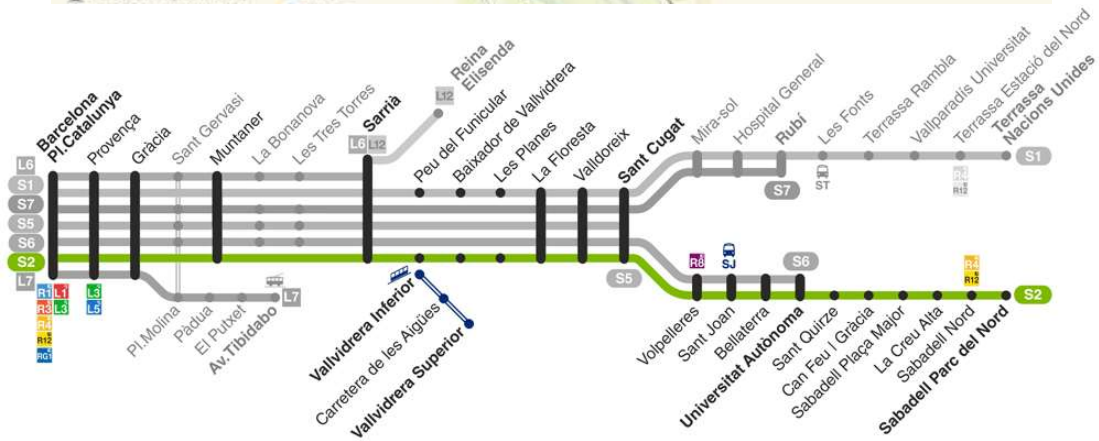 Barcelona
Pl.Catalunya
Provença
Gràcia
Sant Gervasi
Muntaner
La Bonanova
Les Tres Torres
Sarrià
Reina
Elisenda
Peu del Funicular
Baixador de Vallvidrera
Les Planes
La Floresta
Valldoreix
Sant Cugat
Mira-sol
Hospital General
Rubí
Les Fonts
Terrassa Rambla
Vallparadís Universitat
Terrassa Estació del Nord
Terrassa
Nacions Unides
L12
L6 L12
L6
S1
S7
S5
S6
S2
L7
S1
S7
ST
R4
R12
R8
SJ
S6
S5
R4
R12
S2
R1 L1
R3 L3
R4
R12
RG1
L3
L5
L7
Pl.Molina
Pàdua
El Putxet
Av.Tibidabo
Vallvidrera Inferior
Carretera de les Aigües
Vallvidrera Superior
Volpelleres
Sant Joan
Bellaterra
Universitat Autònoma
Sant Quirze
Can Feu I Gràcia
Sabadell Plaça Major
La Creu Alta
Sabadell Nord
Sabadell Parc del Nord